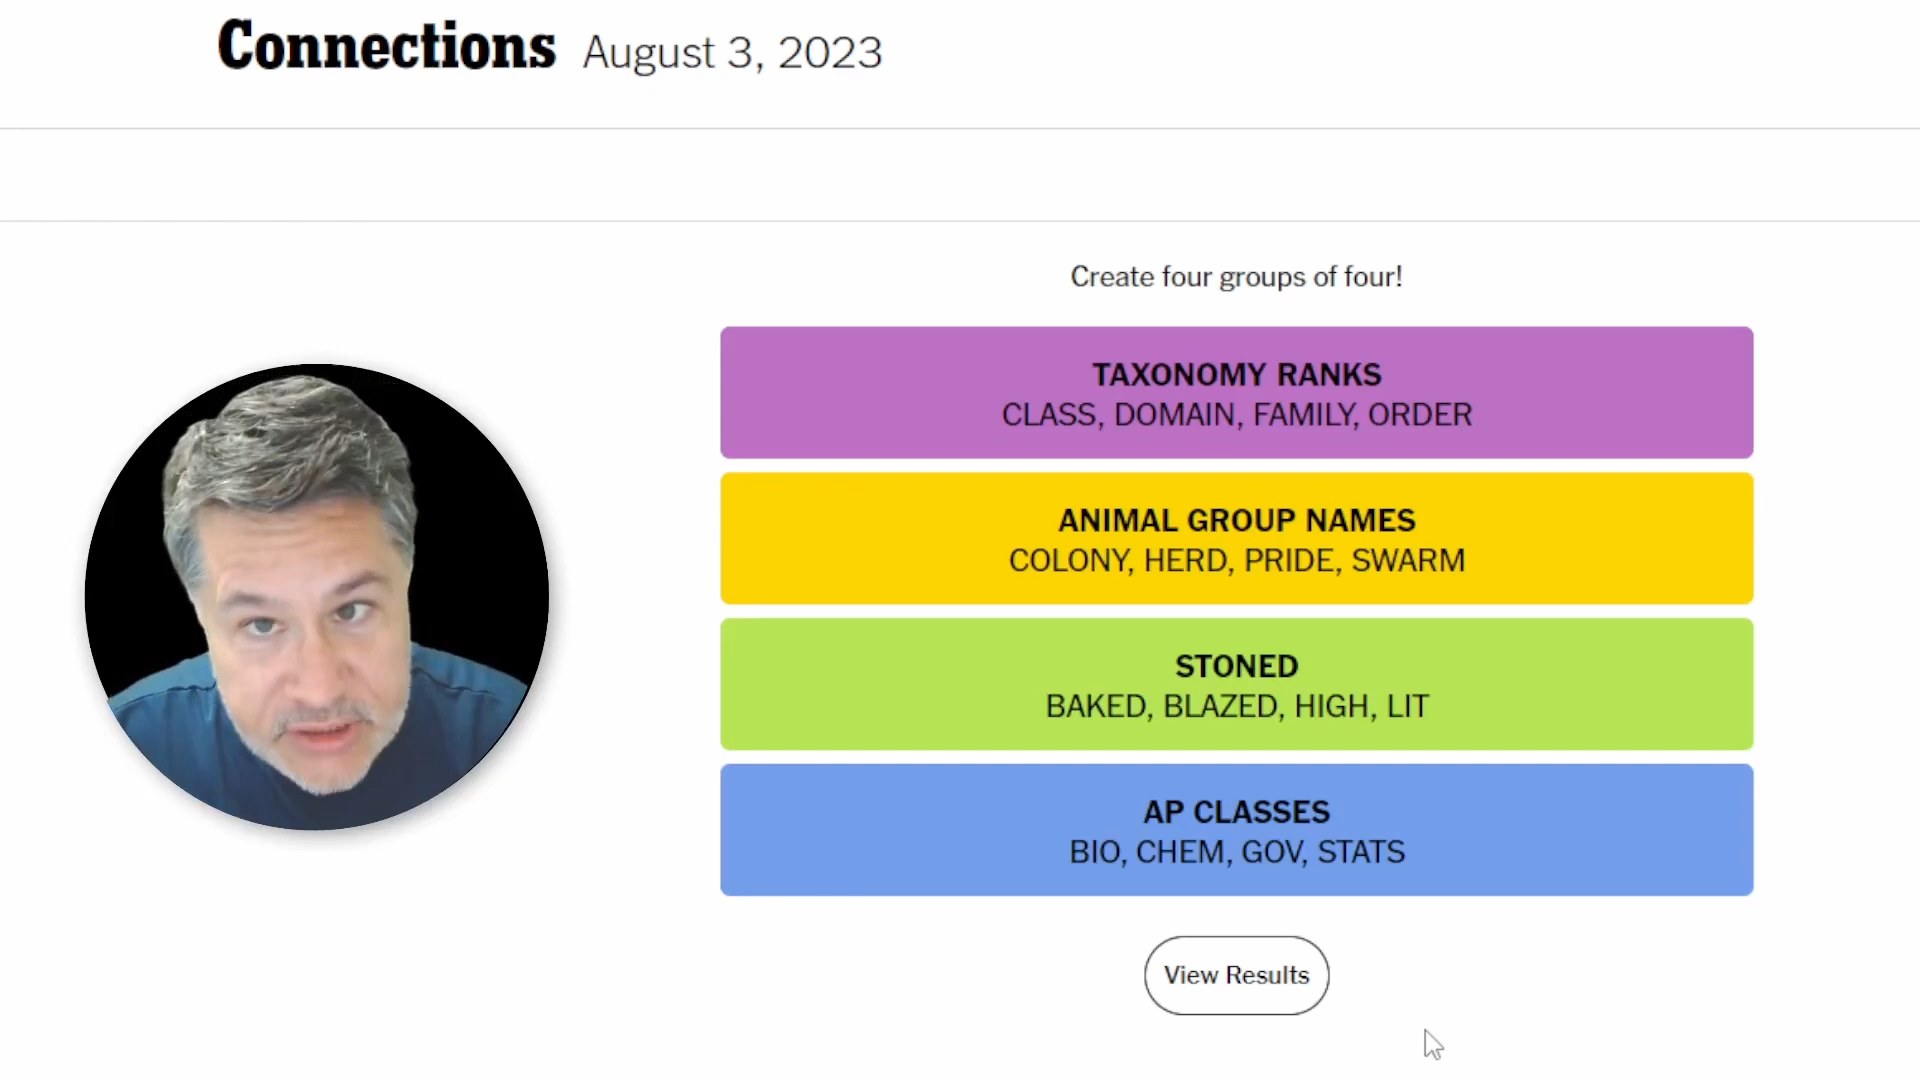 Connections August 3, 2023
Create four groups of four!
TAXONOMY RANKS
CLASS, DOMAIN, FAMILY, ORDER
ANIMAL GROUP NAMES
COLONY, HERD, PRIDE, SWARM
STONED
BAKED, BLAZED, HIGH, LIT
AP CLASSES
BIO, CHEM, GOV, STATS
View Results